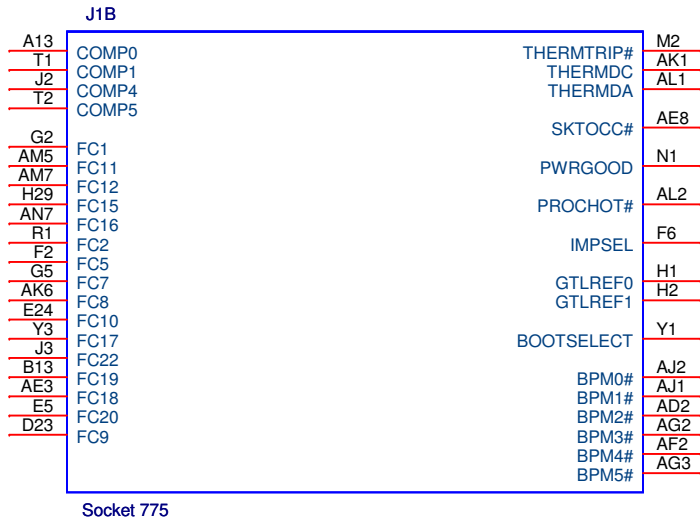 J1B
A13 COMP0
T1 COMP1
J2 COMP4
T2 COMP5
G2 FC1
AM5 FC11
AM7 FC12
H29 FC15
AN7 FC16
R1 FC2
F2 FC5
G5 FC7
AK6 FC8
E24 FC10
Y3 FC17
J3 FC22
B13 FC19
AE3 FC18
E5 FC20
D23 FC9
THERMTRIP# M2
THERMDC AK1
THERMDA AL1
SKTOCC# AE8
PWRGOOD N1
PROCHOT# AL2
IMPSEL F6
GTLREF0 H1
GTLREF1 H2
BOOTSELECT Y1
BPM0# AJ2
BPM1# AJ1
BPM2# AD2
BPM3# AG2
BPM4# AF2
BPM5# AG3
Socket 775